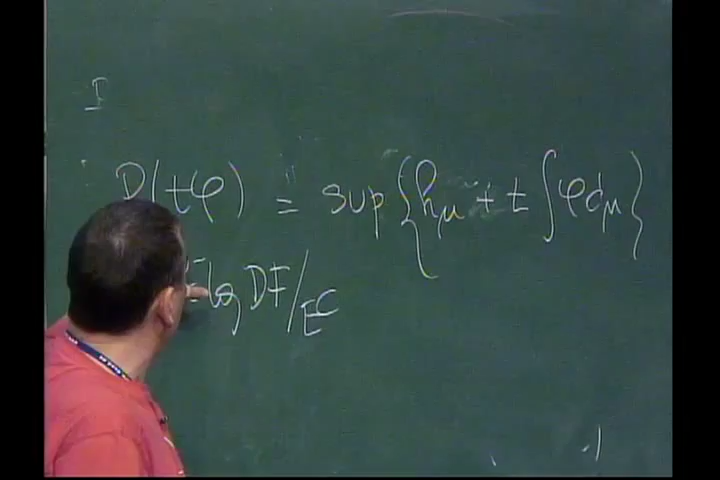 I
P(tφ) = sup{h_μ + t∫φdμ}
-log DF/E^C